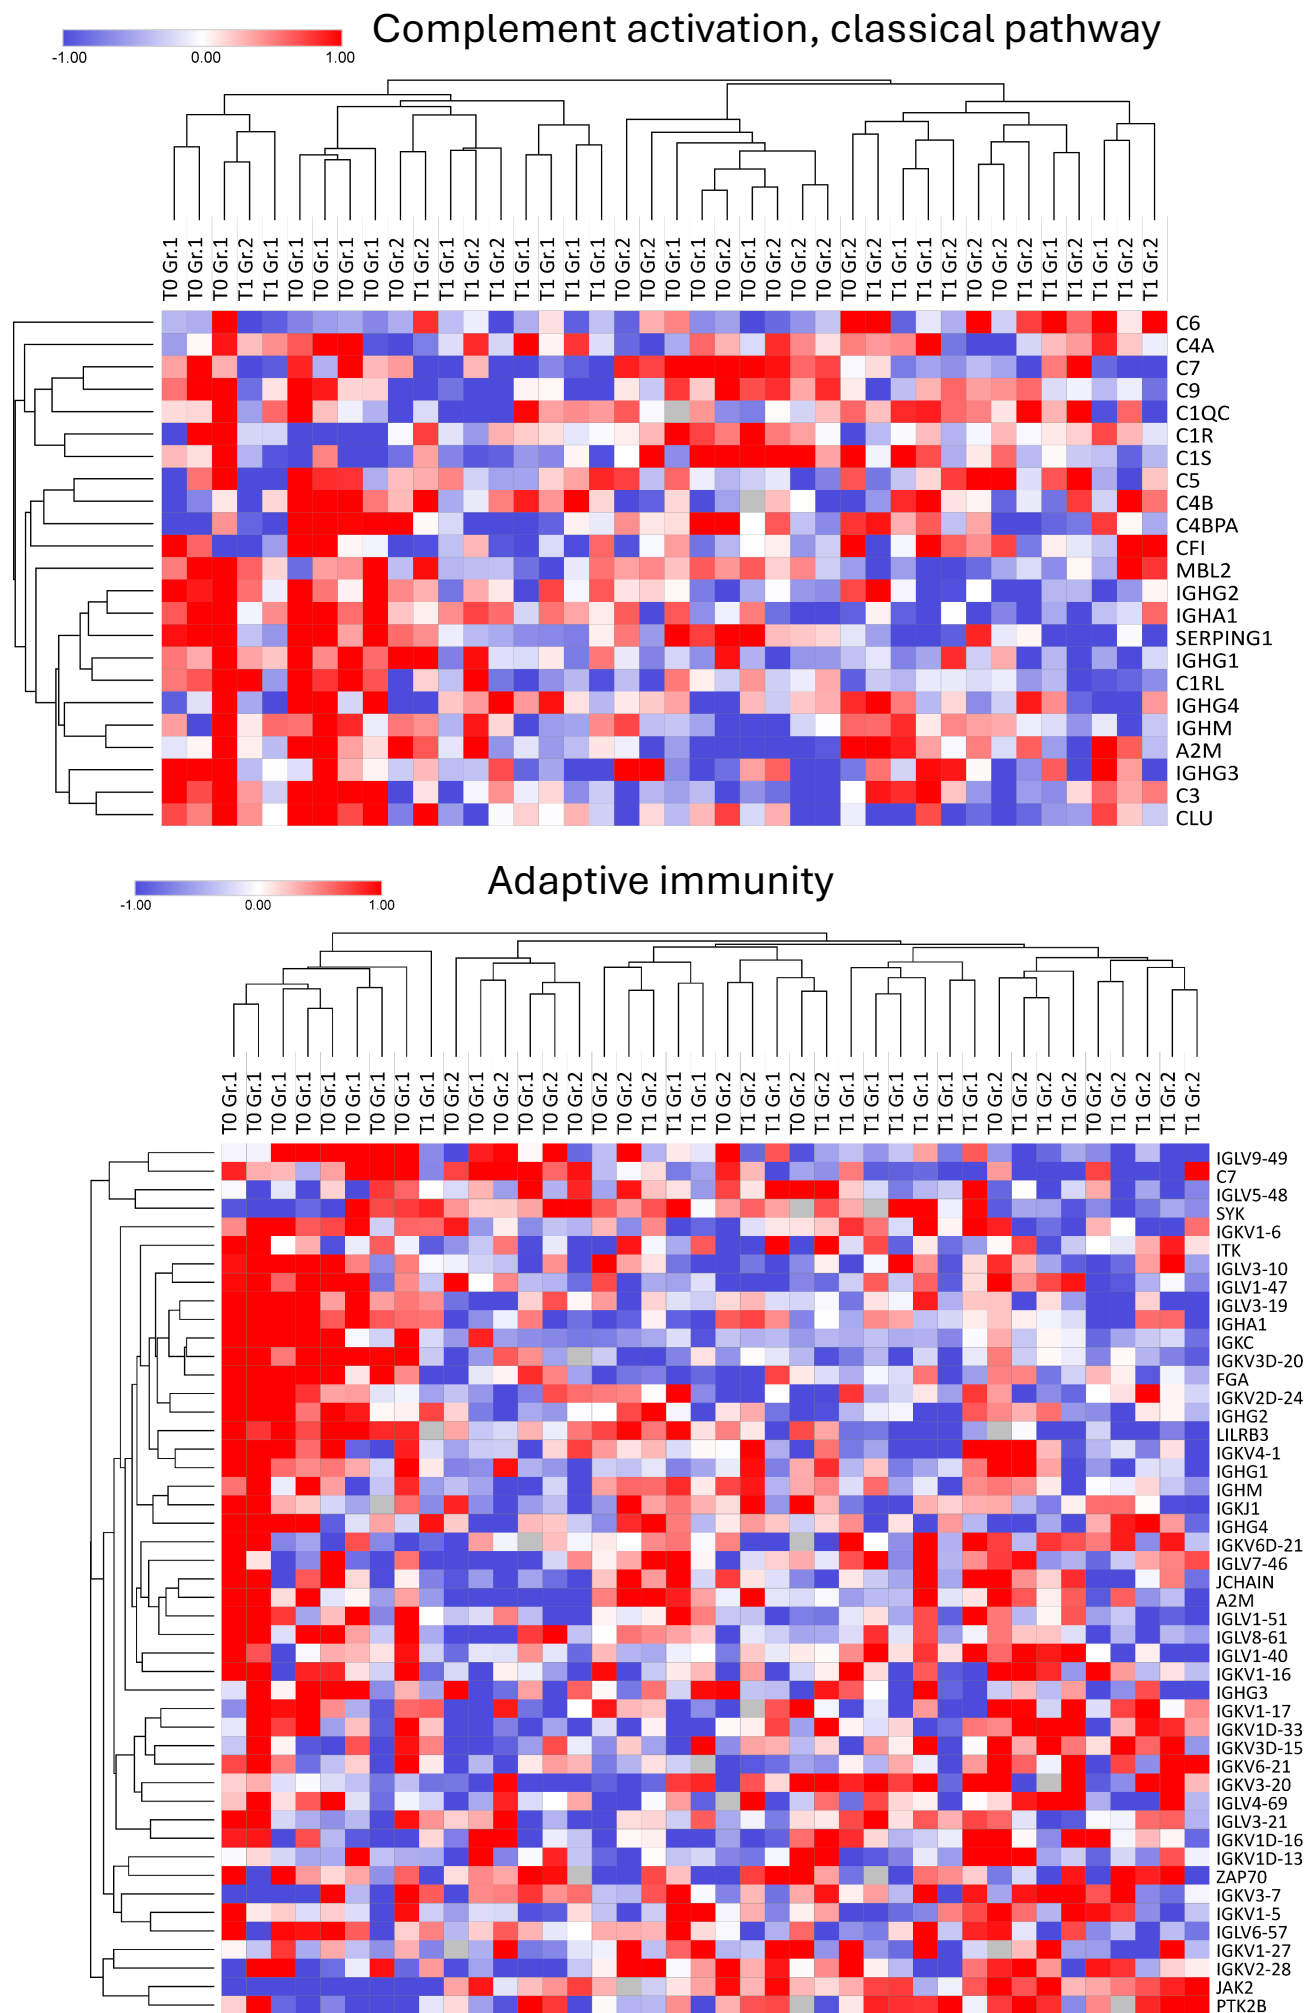 Complement activation, classical pathway
-1.00 0.00 1.00
T0 Gr.1 T0 Gr.1 T0 Gr.1 T1 Gr.2 T1 Gr.1 T0 Gr.1 T0 Gr.1 T0 Gr.1 T0 Gr.1 T0 Gr.2 T1 Gr.2 T1 Gr.1 T1 Gr.2 T1 Gr.2 T1 Gr.1 T1 Gr.1 T1 Gr.1 T1 Gr.1 T0 Gr.2 T0 Gr.2 T0 Gr.1 T0 Gr.1 T0 Gr.2 T0 Gr.1 T0 Gr.2 T0 Gr.2 T0 Gr.2 T0 Gr.2 T1 Gr.2 T1 Gr.1 T1 Gr.1 T1 Gr.2 T0 Gr.2 T0 Gr.2 T1 Gr.2 T1 Gr.1 T1 Gr.2 T1 Gr.1 T1 Gr.2 T1 Gr.2
C6
C4A
C7
C9
C1QC
C1R
C1S
C5
C4B
C4BPA
CFI
MBL2
IGHG2
IGHA1
SERPING1
IGHG1
C1RL
IGHG4
IGHM
A2M
IGHG3
C3
CLU
Adaptive immunity
-1.00 0.00 1.00
T0 Gr.1 T0 Gr.1 T0 Gr.1 T0 Gr.1 T0 Gr.1 T0 Gr.1 T0 Gr.1 T0 Gr.1 T1 Gr.1 T0 Gr.2 T0 Gr.1 T0 Gr.2 T0 Gr.1 T0 Gr.2 T0 Gr.2 T0 Gr.2 T0 Gr.2 T1 Gr.2 T1 Gr.1 T1 Gr.1 T0 Gr.2 T1 Gr.2 T1 Gr.1 T0 Gr.2 T1 Gr.2 T1 Gr.1 T1 Gr.1 T1 Gr.2 T1 Gr.1 T1 Gr.1 T1 Gr.1 T0 Gr.2 T1 Gr.2 T1 Gr.2 T1 Gr.2 T0 Gr.1 T1 Gr.2 T1 Gr.1 T1 Gr.2 T1 Gr.2
IGLV9-49
C7
IGLV5-48
SYK
IGKV1-6
ITK
IGLV3-10
IGLV1-47
IGLV3-19
IGHA1
IGKC
IGKV3D-20
FGA
IGKV2D-24
IGHG2
LILRB3
IGKV4-1
IGHG1
IGHM
IGKJ1
IGHG4
IGKV6D-21
IGLV7-46
JCHAIN
A2M
IGLV1-51
IGLV8-61
IGLV1-40
IGKV1-16
IGHG3
IGKV1-17
IGKV1D-33
IGKV3D-15
IGKV6-21
IGKV3-20
IGLV4-69
IGLV3-21
IGKV1D-16
IGKV1D-13
ZAP70
IGKV3-7
IGKV1-5
IGLV6-57
IGKV1-27
IGKV2-28
JAK2
PTK2B